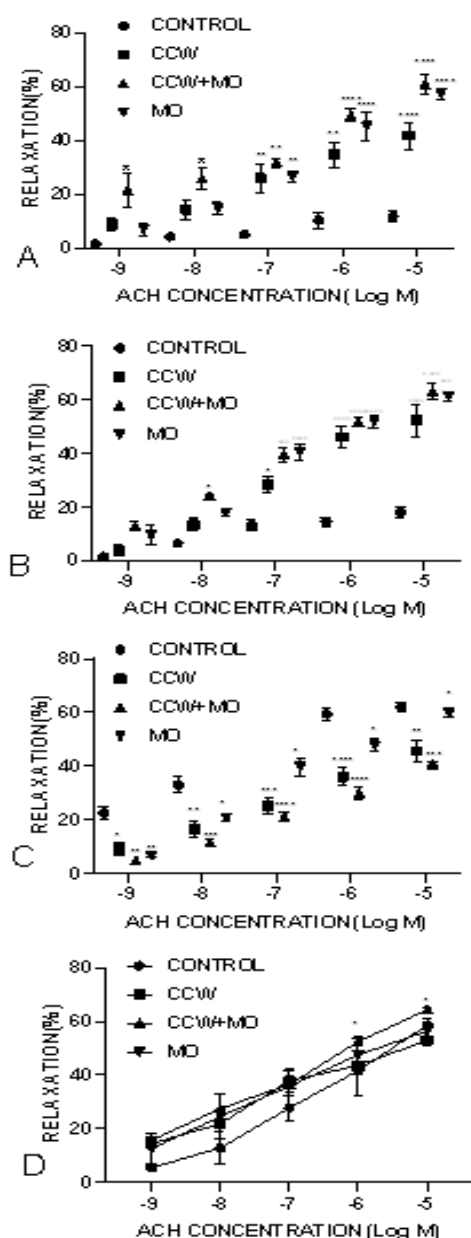 CONTROL
CCW
CCW+MO
MO
RELAXATION(%)
80
60
40
20
0
-9 -8 -7 -6 -5
ACH CONCENTRATION ( Log M)
A
CONTROL
CCW
CCW+MO
MO
RELAXATION(%)
80
60
40
20
0
-9 -8 -7 -6 -5
ACH CONCENTRATION (Log M)
B
CONTROL
CCW
CCW+MO
MO
RELAXATION(%)
80
60
40
20
0
-9 -8 -7 -6 -5
ACH CONCENTRATION (Log M)
C
CONTROL
CCW
CCW+MO
MO
RELAXATION(%)
80
60
40
20
0
-9 -8 -7 -6 -5
ACH CONCENTRATION (Log M)
D